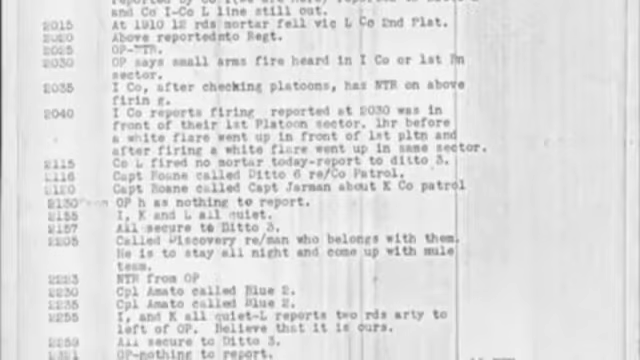 and Co I-Co L line still out.
2015 At 1910 12 rds mortar fell vic L Co 2nd Plat.
2020 Above reportedto Regt.
2025 OP-NTR.
2030 OP says small arms fire heard in I Co or 1st Bn
sector.
2035 I Co, after checking platoons, has NTR on above
firin g.
2040 I Co reports firing reported at 2030 was in
front of their 1st Platoon sector. 1hr before
a white flare went up in front of 1st pltn and
after firing a white flare went up in same sector.
2115 Co L fired no mortar today-report to ditto 3.
1116 Capt Roane called Ditto 6 re/Co Patrol.
2120 Capt Roane called Capt Jarman about K Co patrol
2130 OP h as nothing to report.
2155 I, K and L all quiet.
2157 All secure to Ditto 3.
2205 Called Discovery re/man who belongs with them.
He is to stay all night and come up with mule
team.
2223 NTR from OP
2230 Cpl Amato called Blue 2.
2235 Cpl Amato called Blue 2.
2255 I, and K all quiet-L reports two rds arty to
left of OP. Believe that it is ours.
2259 All secure to Ditto 3.
2321 OP-nothing to report.